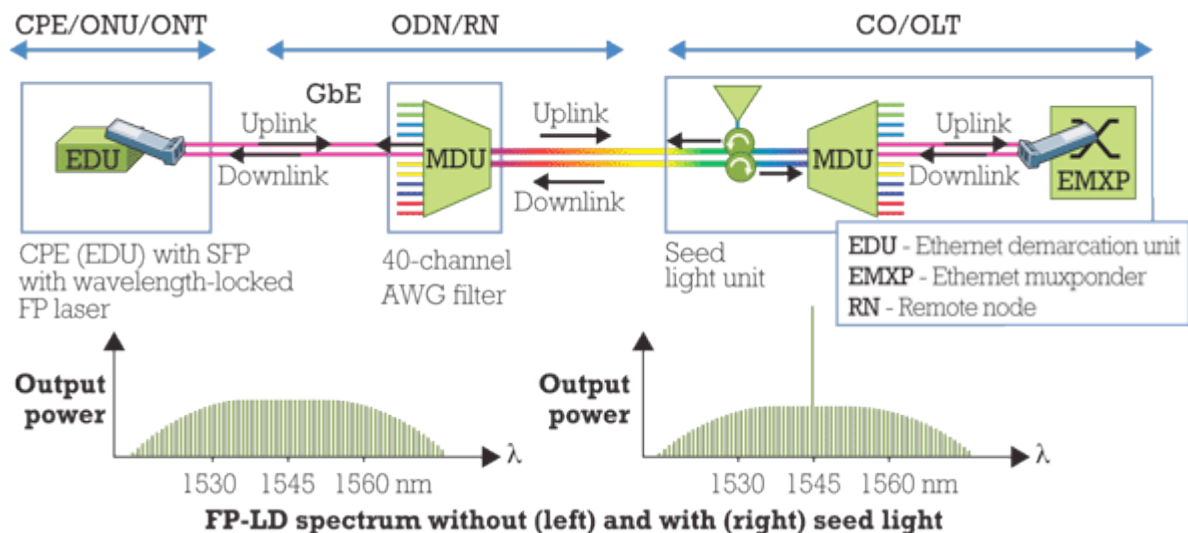 CPE/ONU/ONT
ODN/RN
CO/OLT
GbE
Uplink
Uplink
Uplink
EDU
MDU
MDU
EMXP
Downlink
Downlink
Downlink
CPE (EDU) with SFP
with wavelength-locked
FP laser
40-channel
AWG filter
Seed
light unit
EDU - Ethernet demarcation unit
EMXP - Ethernet muxponder
RN - Remote node
Output
power
λ
1530 1545 1560 nm
Output
power
λ
1530 1545 1560 nm
FP-LD spectrum without (left) and with (right) seed light